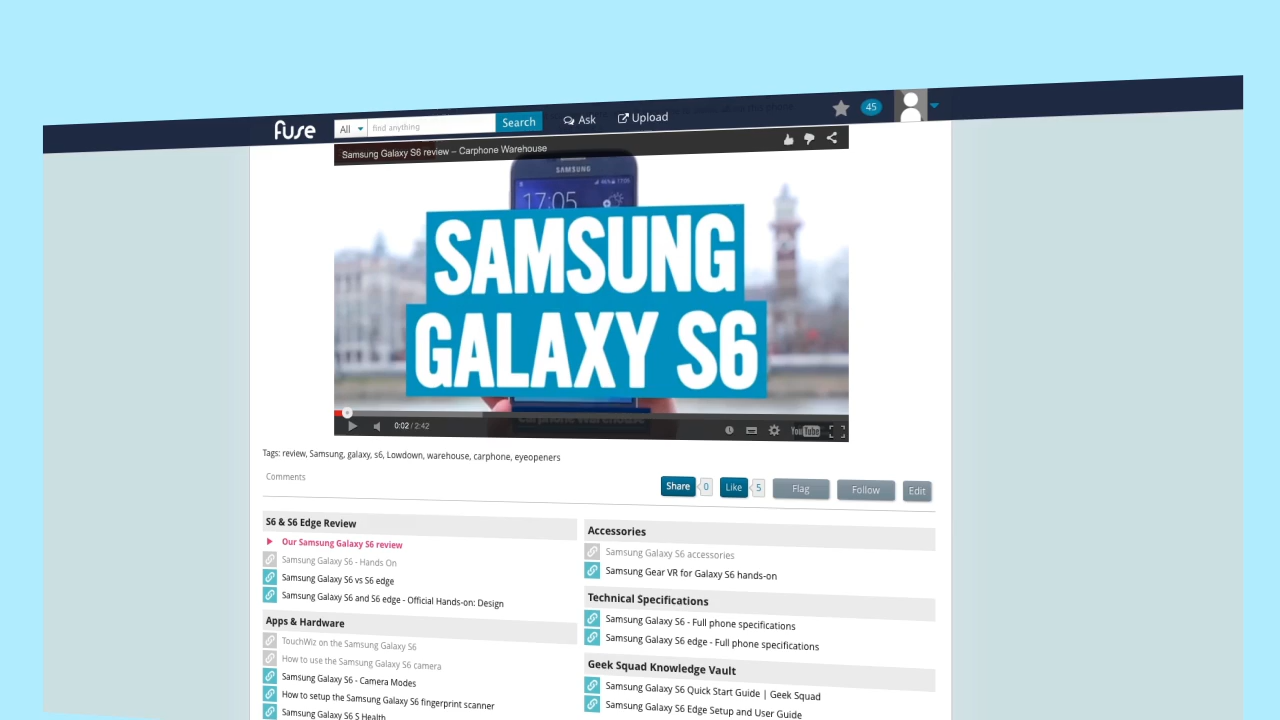 fuse
All
find anything
Search
Ask
Upload
45
Samsung Galaxy S6 review – Carphone Warehouse
SAMSUNG
17:05
SAMSUNG
GALAXY S6
Carphone Warehouse
0:02 / 2:42
YouTube
Tags: review, Samsung, galaxy, s6, Lowdown, warehouse, carphone, eyeopeners
Comments
Share 0 Like 5 Flag Follow Edit
S6 & S6 Edge Review
Our Samsung Galaxy S6 review
Samsung Galaxy S6 - Hands On
Samsung Galaxy S6 vs S6 edge
Samsung Galaxy S6 and S6 edge - Official Hands-on: Design
Apps & Hardware
TouchWiz on the Samsung Galaxy S6
How to use the Samsung Galaxy S6 camera
Samsung Galaxy S6 - Camera Modes
How to setup the Samsung Galaxy S6 fingerprint scanner
Samsung Galaxy S6 S Health
Accessories
Samsung Galaxy S6 accessories
Samsung Gear VR for Galaxy S6 hands-on
Technical Specifications
Samsung Galaxy S6 - Full phone specifications
Samsung Galaxy S6 edge - Full phone specifications
Geek Squad Knowledge Vault
Samsung Galaxy S6 Quick Start Guide | Geek Squad
Samsung Galaxy S6 Edge Setup and User Guide